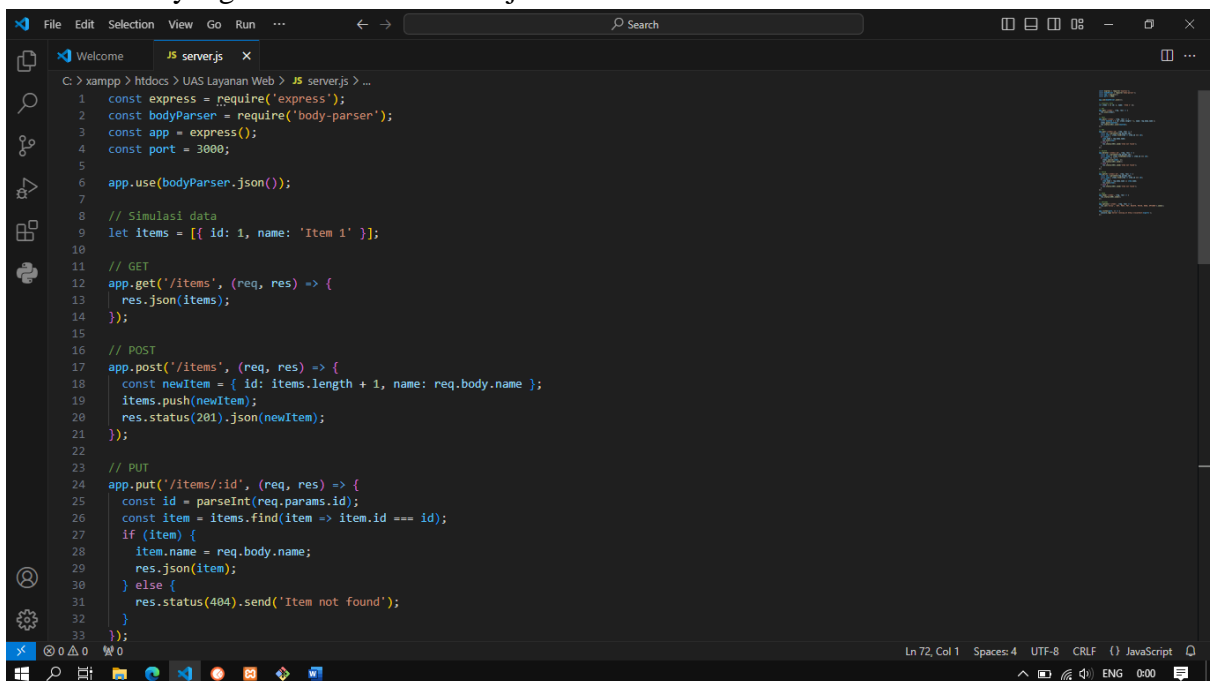 File Edit Selection View Go Run ... Search
Welcome JS server.js
C: > xampp > htdocs > UAS Layanan Web > JS server.js > ...
1 const express = require('express');
2 const bodyParser = require('body-parser');
3 const app = express();
4 const port = 3000;
5
6 app.use(bodyParser.json());
7
8 // Simulasi data
9 let items = [{ id: 1, name: 'Item 1' }];
10
11 // GET
12 app.get('/items', (req, res) => {
13   res.json(items);
14 });
15
16 // POST
17 app.post('/items', (req, res) => {
18   const newItem = { id: items.length + 1, name: req.body.name };
19   items.push(newItem);
20   res.status(201).json(newItem);
21 });
22
23 // PUT
24 app.put('/items/:id', (req, res) => {
25   const id = parseInt(req.params.id);
26   const item = items.find(item => item.id === id);
27   if (item) {
28     item.name = req.body.name;
29     res.json(item);
30   } else {
31     res.status(404).send('Item not found');
32   }
33 });
0 0 0 Ln 72, Col 1 Spaces: 4 UTF-8 CRLF {} JavaScript
ENG 0:00